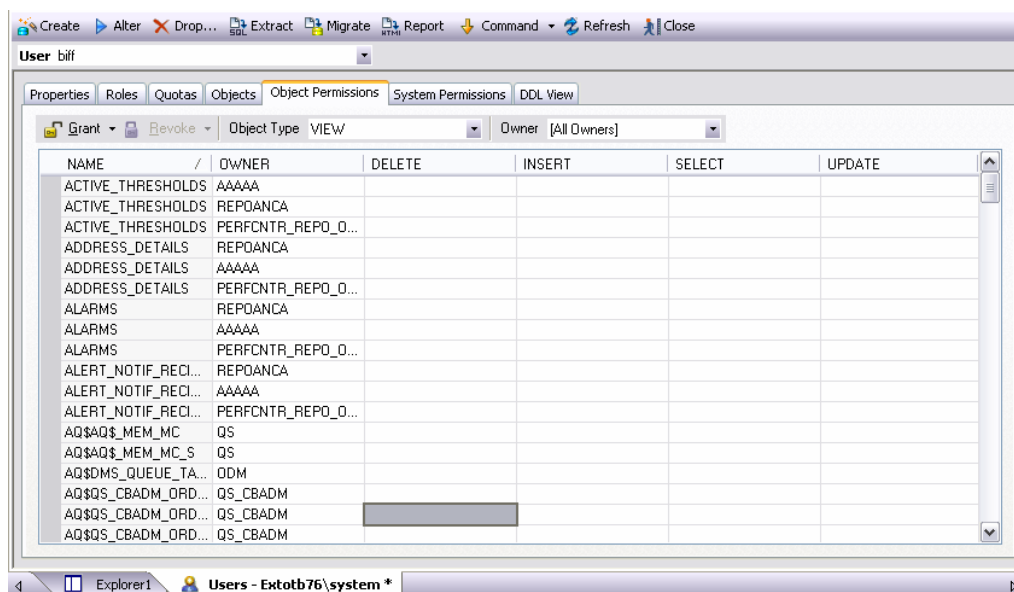 Create Alter Drop... SQL Extract Migrate HTML Report Command Refresh Close
User biff
Properties Roles Quotas Objects Object Permissions System Permissions DDL View
Grant Revoke Object Type VIEW Owner [All Owners]
NAME / OWNER DELETE INSERT SELECT UPDATE
ACTIVE_THRESHOLDS AAAAA
ACTIVE_THRESHOLDS REPOANCA
ACTIVE_THRESHOLDS PERFCNTR_REPO_O...
ADDRESS_DETAILS REPOANCA
ADDRESS_DETAILS AAAAA
ADDRESS_DETAILS PERFCNTR_REPO_O...
ALARMS REPOANCA
ALARMS AAAAA
ALARMS PERFCNTR_REPO_O...
ALERT_NOTIF_RECI... REPOANCA
ALERT_NOTIF_RECI... AAAAA
ALERT_NOTIF_RECI... PERFCNTR_REPO_O...
AQ$AQ$_MEM_MC QS
AQ$AQ$_MEM_MC_S QS
AQ$DMS_QUEUE_TA... ODM
AQ$QS_CBADM_ORD... QS_CBADM
AQ$QS_CBADM_ORD... QS_CBADM
AQ$QS_CBADM_ORD... QS_CBADM
Explorer1 Users - Extotb76\system *